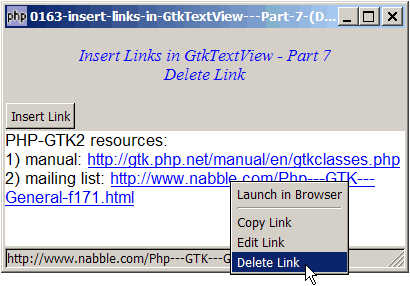 php 0163-insert-links-in-GtkTextView---Part-7-(D...
Insert Links in GtkTextView - Part 7
Delete Link
Insert Link
PHP-GTK2 resources:
1) manual: http://gtk.php.net/manual/en/gtkclasses.php
2) mailing list: http://www.nabble.com/Php---GTK---
General-f171.html
Launch in Browser
Copy Link
Edit Link
Delete Link
http://www.nabble.com/Php---GTK---G